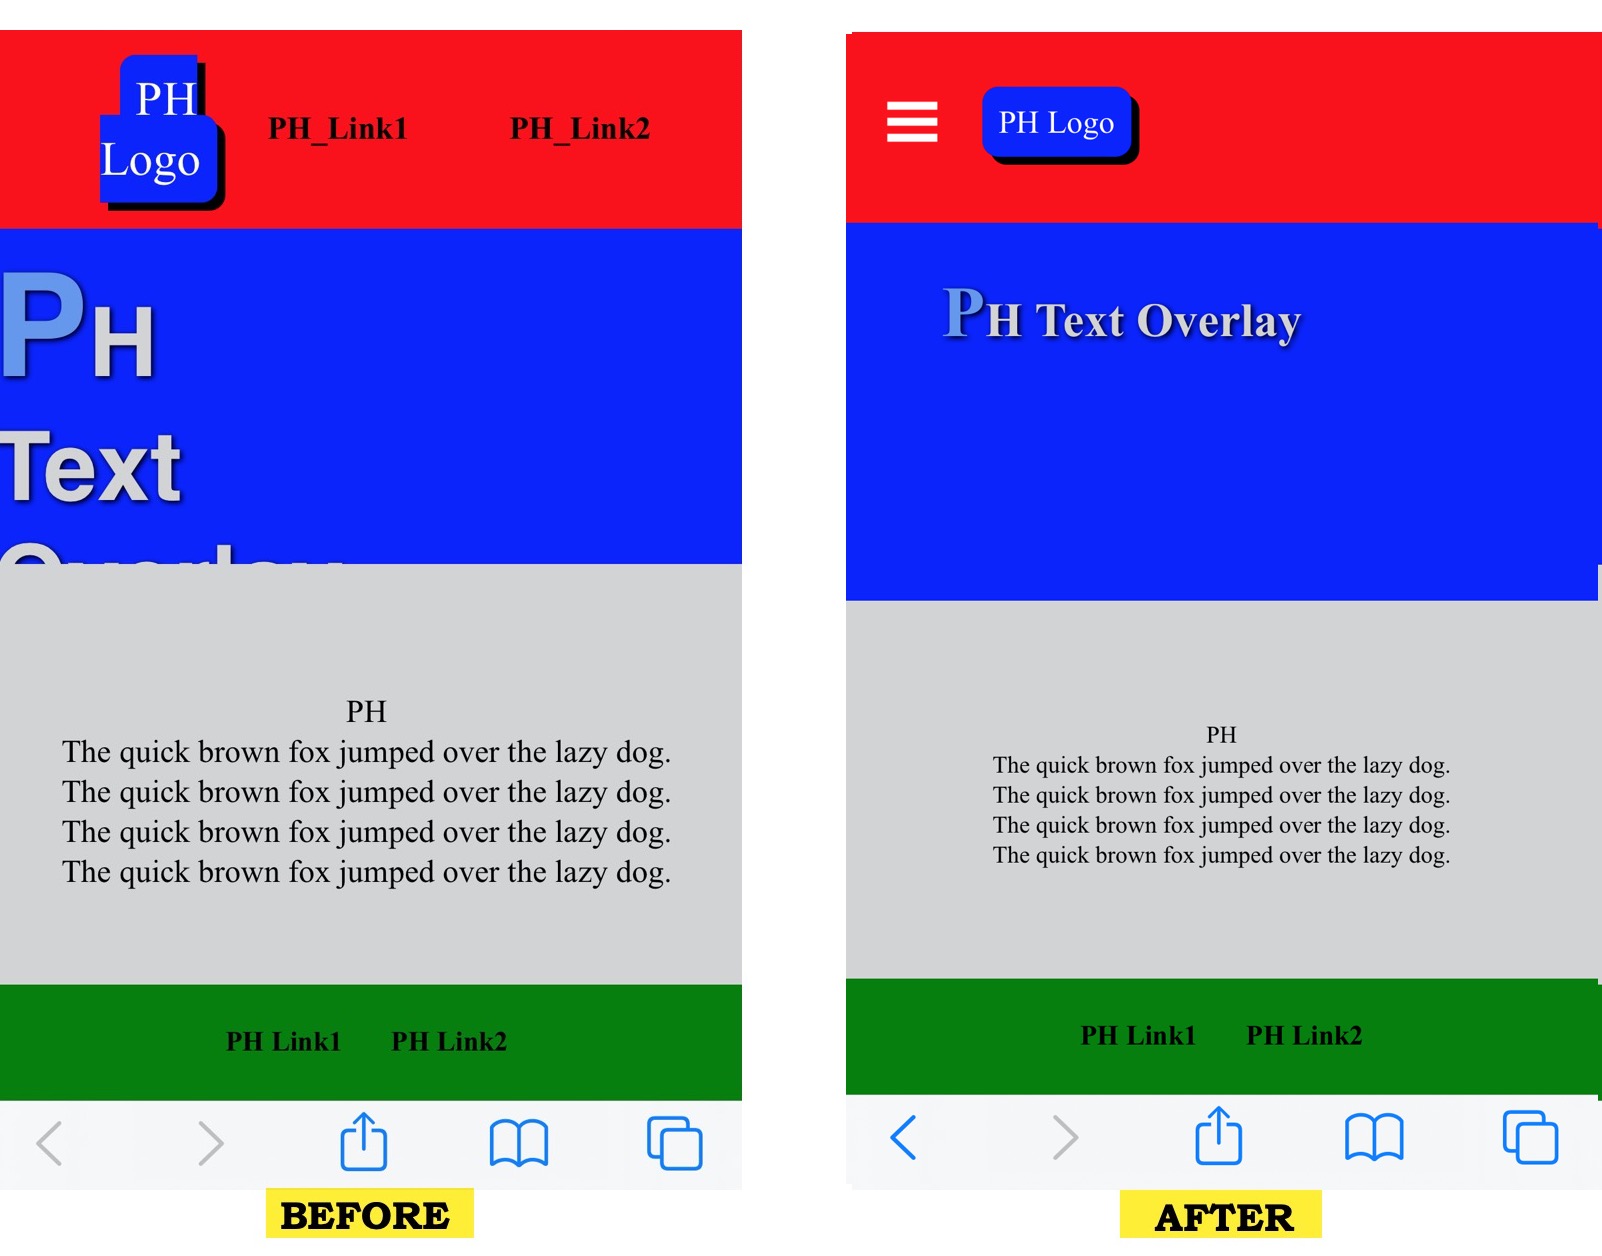 PH
Logo
PH_Link1
PH_Link2
PH
Text
Overlay
PH
The quick brown fox jumped over the lazy dog.
The quick brown fox jumped over the lazy dog.
The quick brown fox jumped over the lazy dog.
The quick brown fox jumped over the lazy dog.
PH Link1
PH Link2
BEFORE
PH Logo
PH Text Overlay
PH
The quick brown fox jumped over the lazy dog.
The quick brown fox jumped over the lazy dog.
The quick brown fox jumped over the lazy dog.
The quick brown fox jumped over the lazy dog.
PH Link1
PH Link2
AFTER